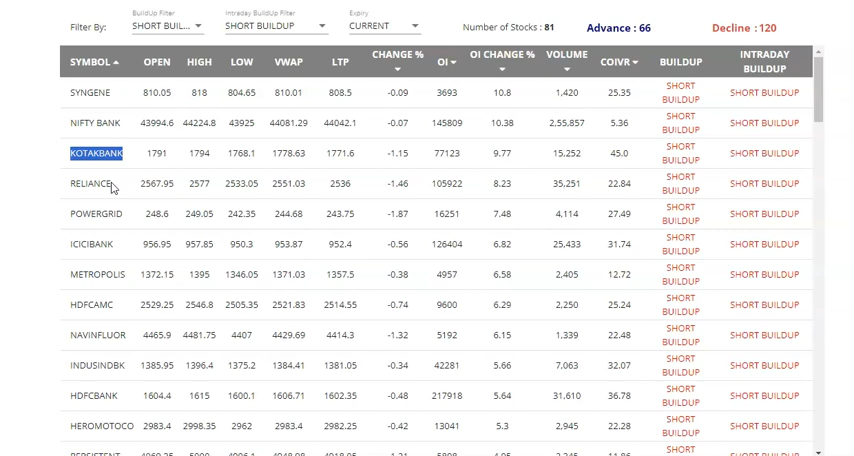 BuildUp Filter Intraday BuildUp Filter Expiry
Filter By: SHORT BUIL... SHORT BUILDUP CURRENT Number of Stocks : 81 Advance : 66 Decline : 120
SYMBOL OPEN HIGH LOW VWAP LTP CHANGE % OI OI CHANGE % VOLUME COIVR BUILDUP INTRADAY BUILDUP
SYNGENE 810.05 818 804.65 810.01 808.5 -0.09 3693 10.8 1,420 25.35 SHORT BUILDUP SHORT BUILDUP
NIFTY BANK 43994.6 44224.8 43925 44081.29 44042.1 -0.07 145809 10.38 2,55,857 5.36 SHORT BUILDUP SHORT BUILDUP
KOTAKBANK 1791 1794 1768.1 1778.63 1771.6 -1.15 77123 9.77 15,252 45.0 SHORT BUILDUP SHORT BUILDUP
RELIANCE 2567.95 2577 2533.05 2551.03 2536 -1.46 105922 8.23 35,251 22.84 SHORT BUILDUP SHORT BUILDUP
POWERGRID 248.6 249.05 242.35 244.68 243.75 -1.87 16251 7.48 4,114 27.49 SHORT BUILDUP SHORT BUILDUP
ICICIBANK 956.95 957.85 950.3 953.87 952.4 -0.56 126404 6.82 25,433 31.74 SHORT BUILDUP SHORT BUILDUP
METROPOLIS 1372.15 1395 1346.05 1371.03 1357.5 -0.38 4957 6.58 2,405 12.72 SHORT BUILDUP SHORT BUILDUP
HDFCAMC 2529.25 2546.8 2505.35 2521.83 2514.55 -0.74 9600 6.29 2,250 25.24 SHORT BUILDUP SHORT BUILDUP
NAVINFLUOR 4465.9 4481.75 4407 4429.69 4414.3 -1.32 5192 6.15 1,339 22.48 SHORT BUILDUP SHORT BUILDUP
INDUSINDBK 1385.95 1396.4 1375.2 1384.41 1381.05 -0.34 42281 5.66 7,063 32.07 SHORT BUILDUP SHORT BUILDUP
HDFCBANK 1604.4 1615 1600.1 1606.71 1602.35 -0.48 217918 5.64 31,610 36.78 SHORT BUILDUP SHORT BUILDUP
HEROMOTOCO 2983.4 2998.35 2962 2983.4 2982.25 -0.42 13041 5.3 2,945 22.28 SHORT BUILDUP SHORT BUILDUP
SHORT